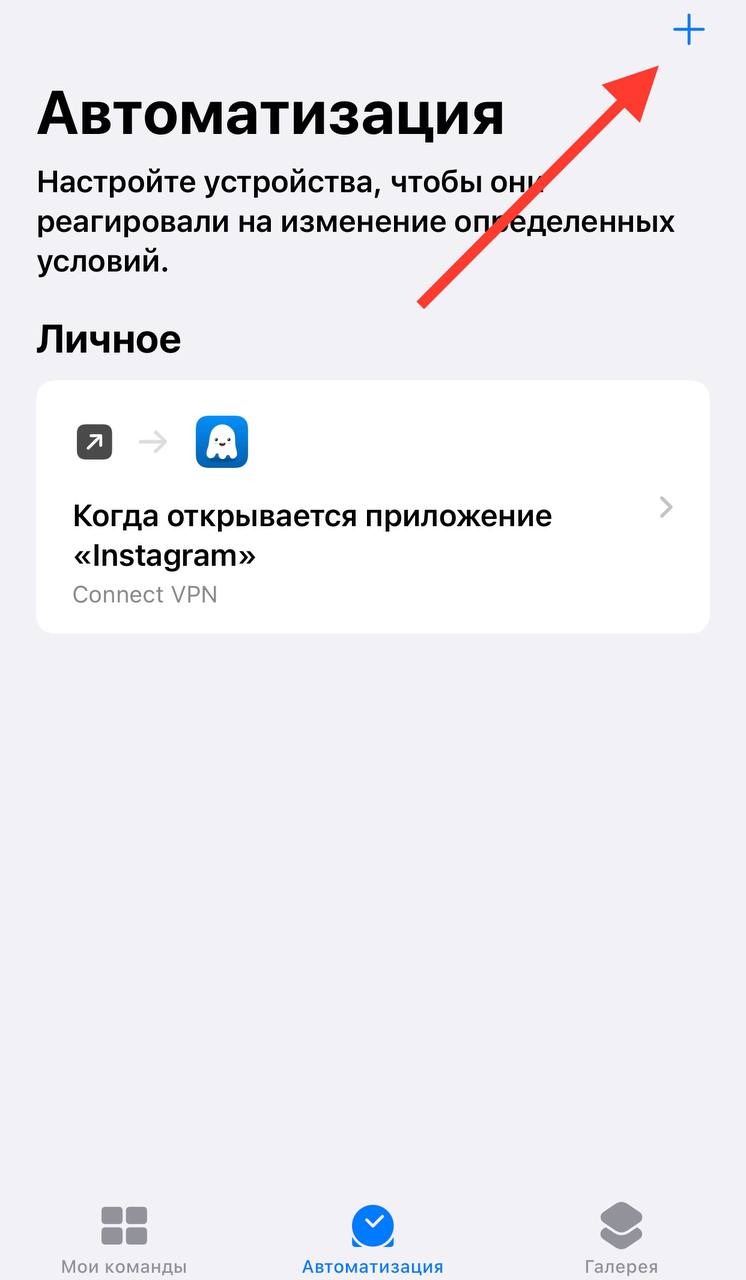 Автоматизация
Настройте устройства, чтобы они
реагировали на изменение определенных
условий.
Личное
Когда открывается приложение
«Instagram»
Connect VPN
Мои команды
Автоматизация
Галерея